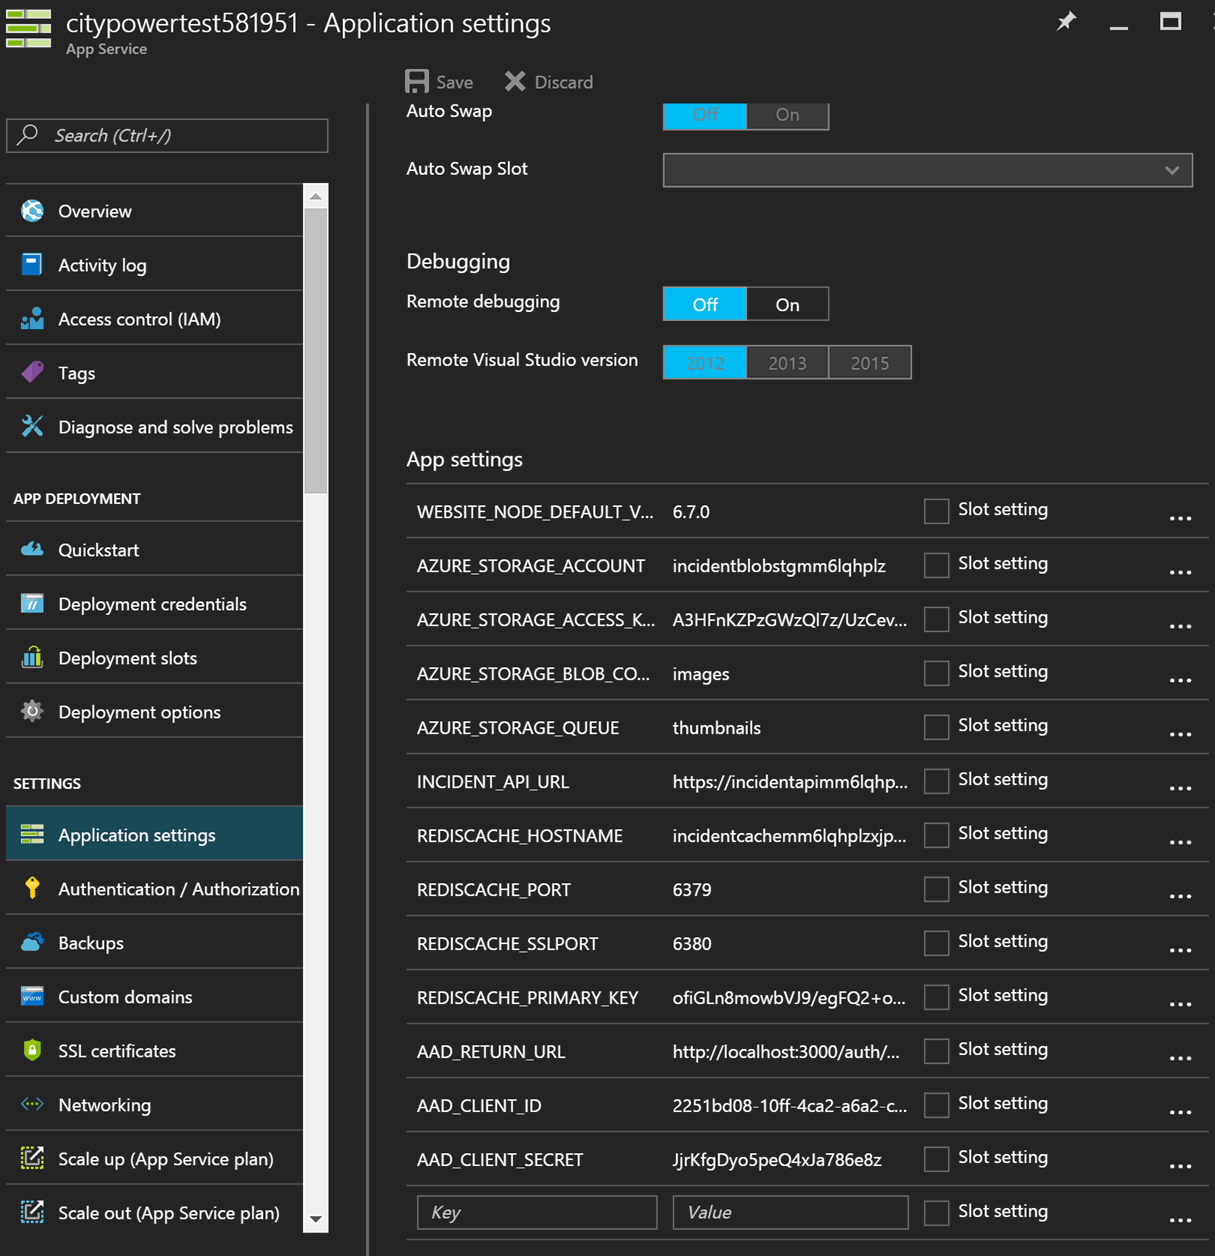 citypowertest581951 - Application settings
App Service
Save Discard
Search (Ctrl+/)
Overview
Activity log
Access control (IAM)
Tags
Diagnose and solve problems
APP DEPLOYMENT
Quickstart
Deployment credentials
Deployment slots
Deployment options
SETTINGS
Application settings
Authentication / Authorization
Backups
Custom domains
SSL certificates
Networking
Scale up (App Service plan)
Scale out (App Service plan)
Auto Swap Off On
Auto Swap Slot
Debugging
Remote debugging Off On
Remote Visual Studio version 2012 2013 2015
App settings
WEBSITE_NODE_DEFAULT_V... 6.7.0 Slot setting ...
AZURE_STORAGE_ACCOUNT incidentblobstgmm6lqhplz Slot setting ...
AZURE_STORAGE_ACCESS_K... A3HFnKZPzGWzQl7z/UzCev... Slot setting ...
AZURE_STORAGE_BLOB_CO... images Slot setting ...
AZURE_STORAGE_QUEUE thumbnails Slot setting ...
INCIDENT_API_URL https://incidentapimm6lqhp... Slot setting ...
REDISCACHE_HOSTNAME incidentcachemm6lqhplzxjp... Slot setting ...
REDISCACHE_PORT 6379 Slot setting ...
REDISCACHE_SSLPORT 6380 Slot setting ...
REDISCACHE_PRIMARY_KEY ofiGLn8mowbVJ9/egFQ2+o... Slot setting ...
AAD_RETURN_URL http://localhost:3000/auth/... Slot setting ...
AAD_CLIENT_ID 2251bd08-10ff-4ca2-a6a2-c... Slot setting ...
AAD_CLIENT_SECRET JjrKfgDyo5peQ4xJa786e8z Slot setting ...
Key Value Slot setting ...